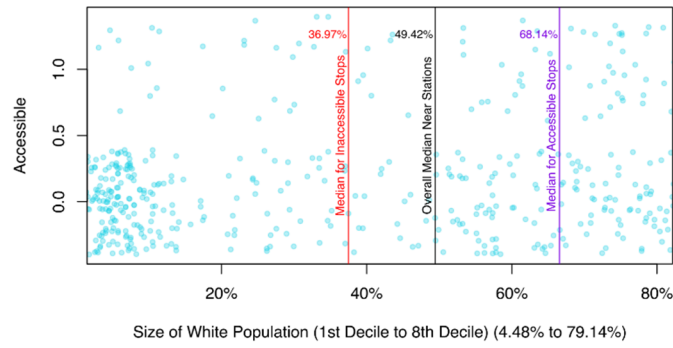 36.97%
49.42%
68.14%
Median for Inaccessible Stops
Overall Median Near Stations
Median for Accessible Stops
Accessible
1.0
0.5
0.0
20%
40%
60%
80%
Size of White Population (1st Decile to 8th Decile) (4.48% to 79.14%)